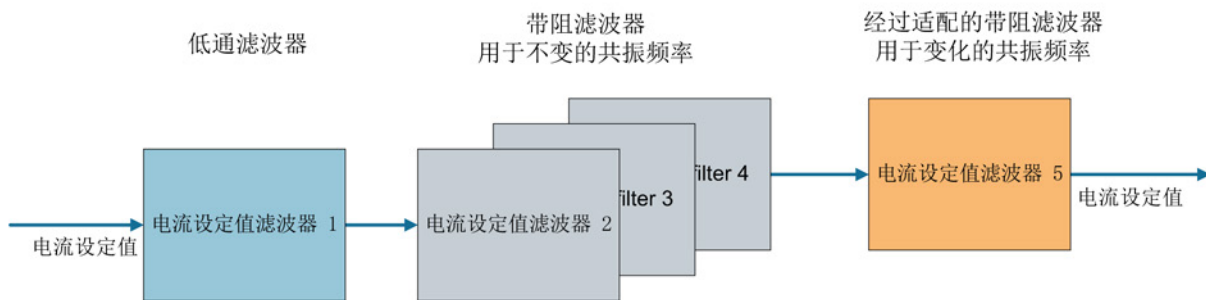 低通滤波器
带阻滤波器
用于不变的共振频率
经过适配的带阻滤波器
用于变化的共振频率
电流设定值
电流设定值滤波器 1
电流设定值滤波器 2
filter 3
filter 4
电流设定值滤波器 5
电流设定值